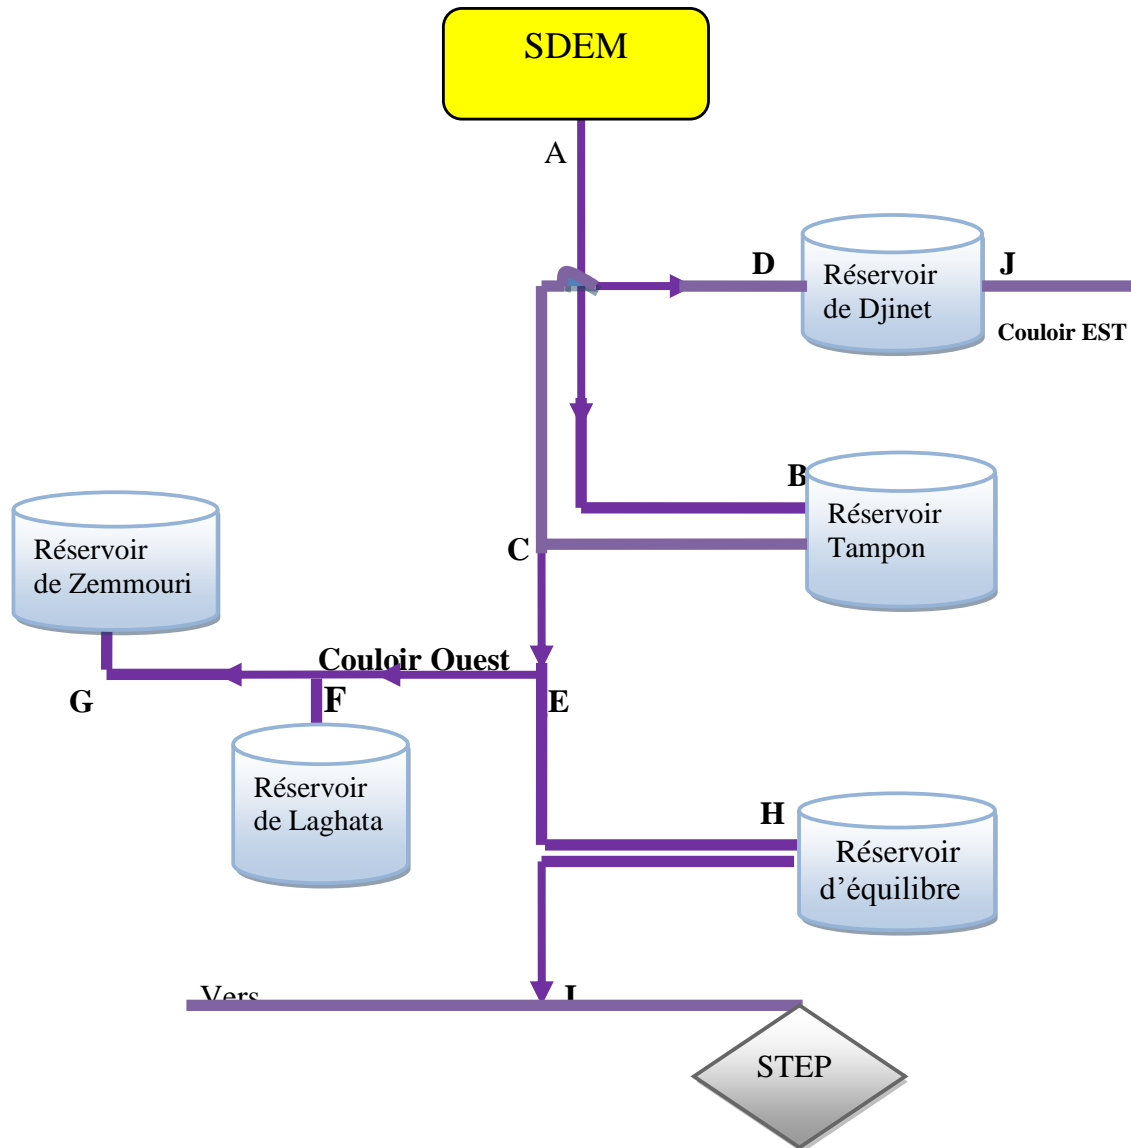 SDEM
A
D
Réservoir
de Djinet
J
Couloir EST
B
Réservoir
Tampon
C
Réservoir
de Zemmouri
Couloir Ouest
G
F
E
Réservoir
de Laghata
H
Réservoir
d'équilibre
Vers
I
STEP